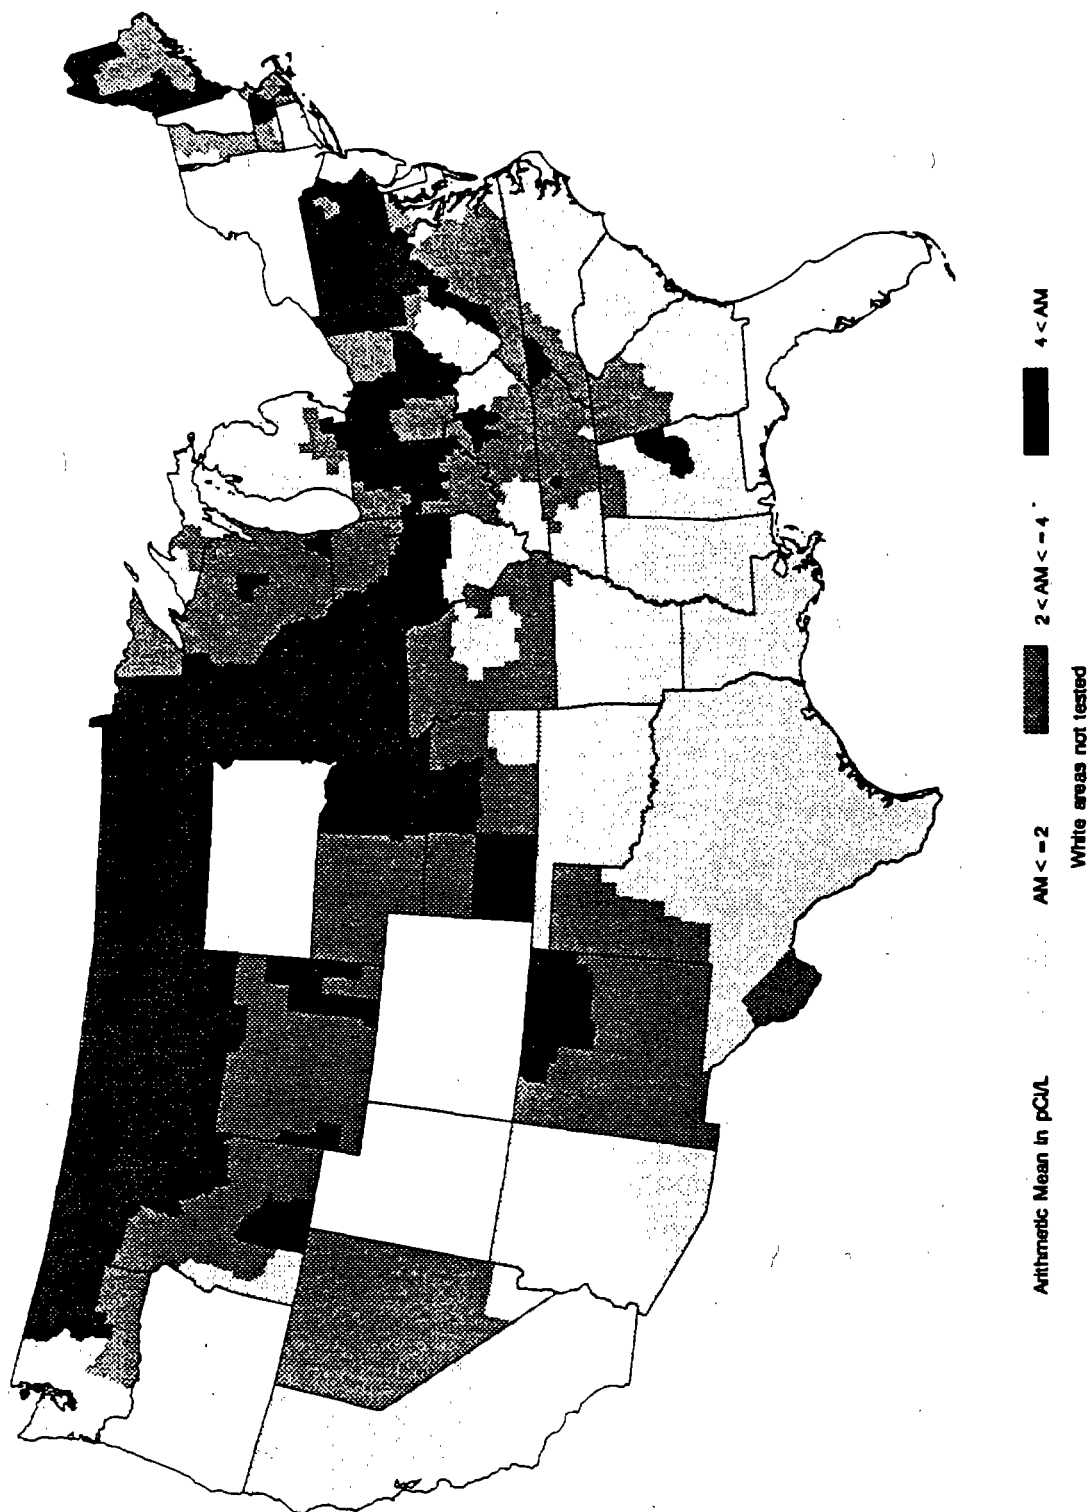 Arithmetic Mean in pCi/L AM < = 2 2 < AM < = 4 4 < AM
White areas not tested